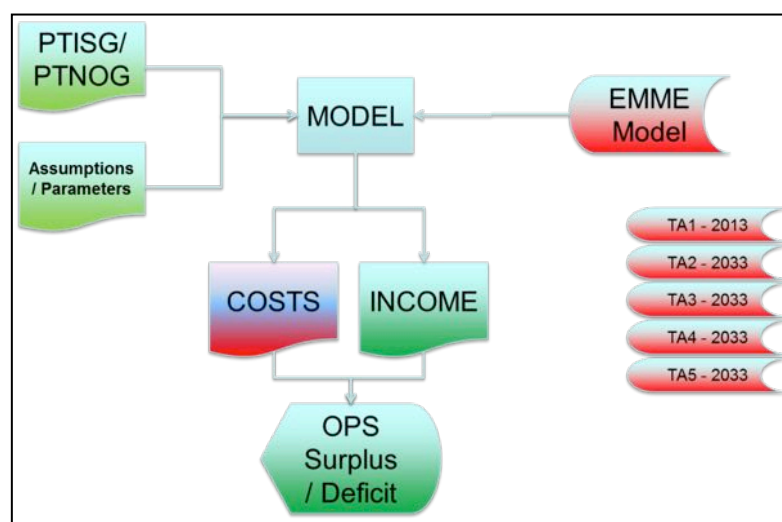 PTISG/
PTNOG
MODEL
EMME
Model
Assumptions
/ Parameters
TA1 - 2013
TA2 - 2033
TA3 - 2033
TA4 - 2033
TA5 - 2033
COSTS
INCOME
OPS
Surplus
/ Deficit